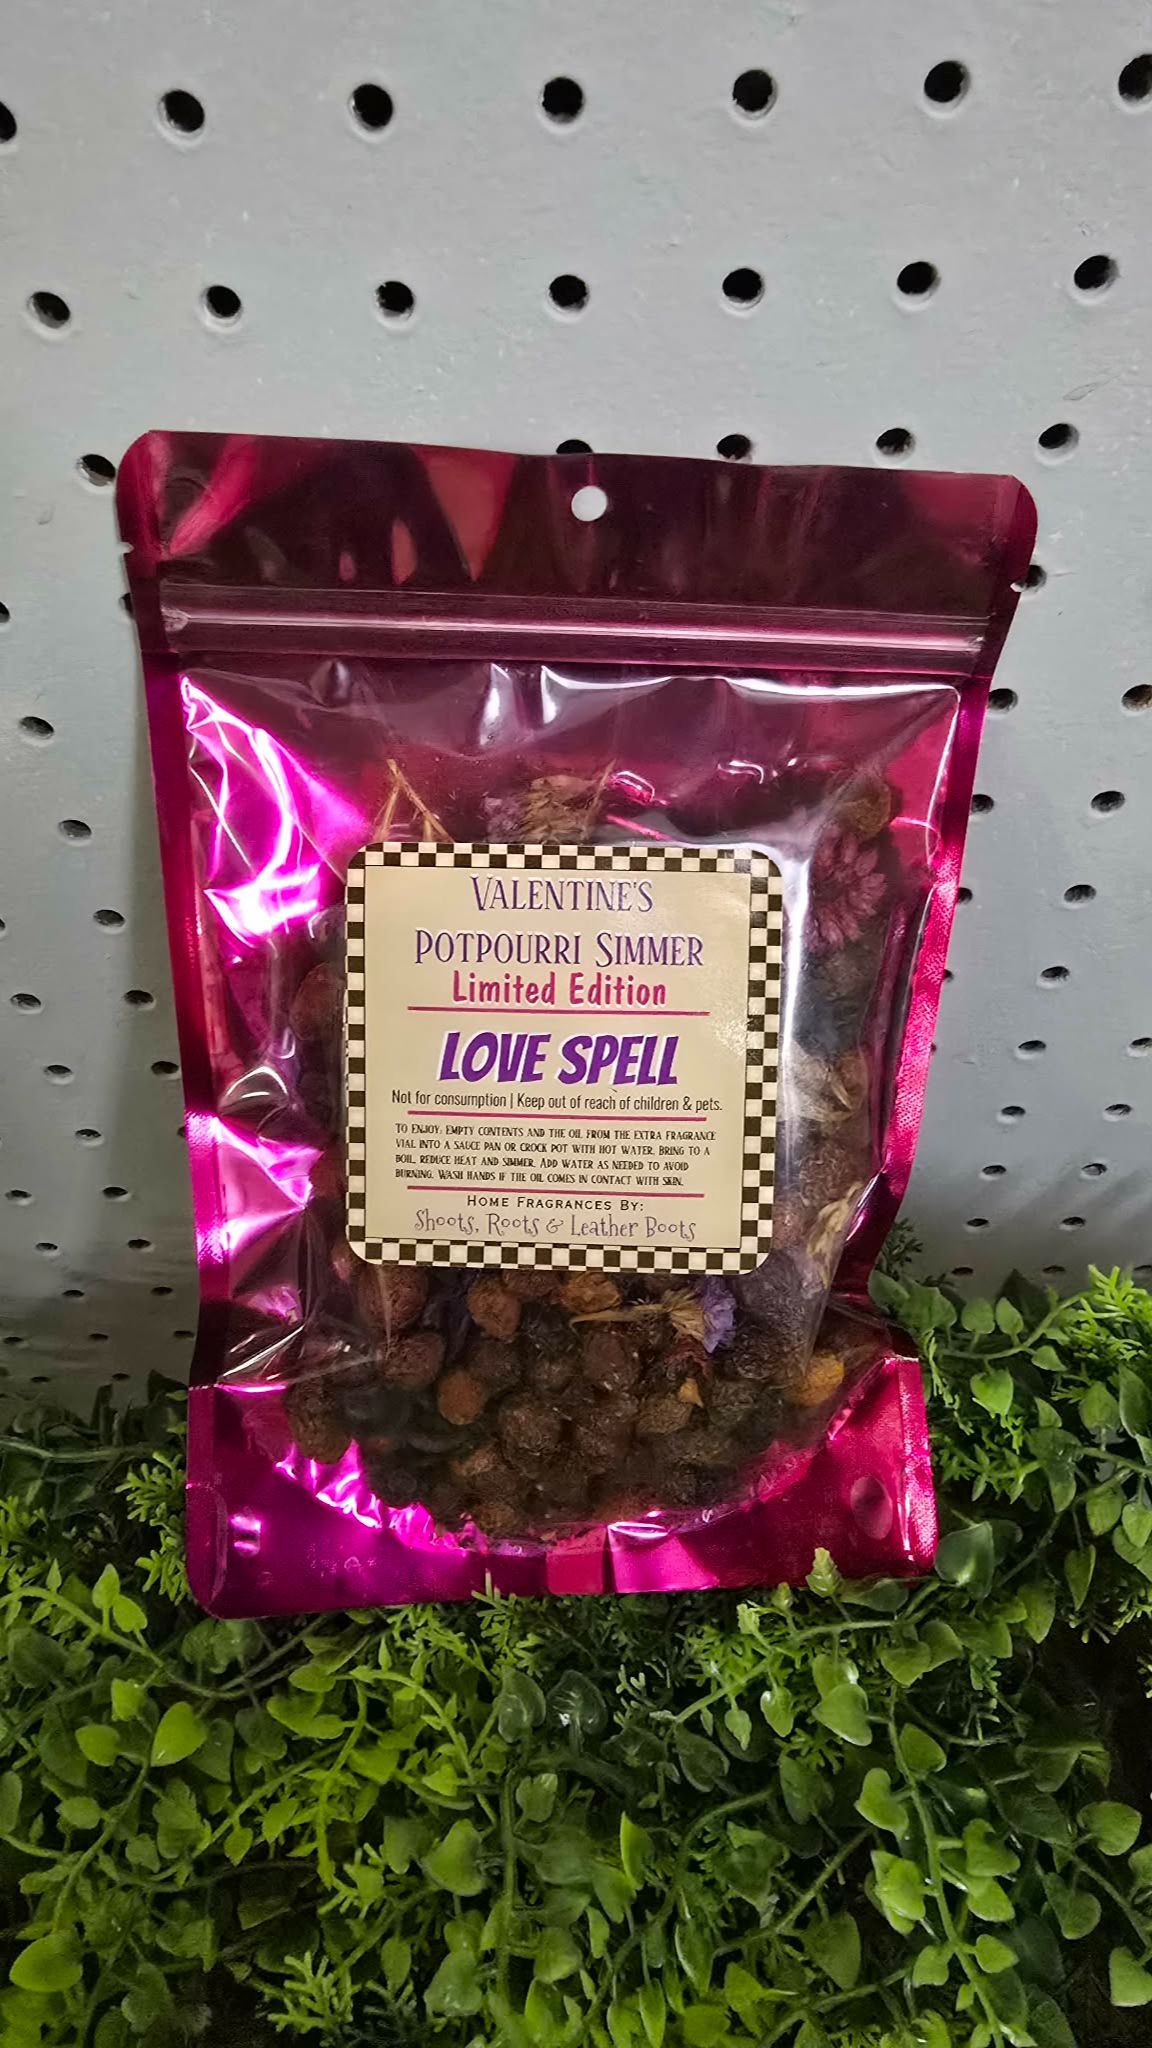 VALENTINE'S
POTPOURRI SIMMER
Limited Edition
LOVE SPELL
Not for consumption | Keep out of reach of children & pets.
TO ENJOY: EMPTY CONTENTS AND THE OIL FROM THE EXTRA FRAGRANCE
VIAL INTO A SAUCE PAN OR CROCK POT WITH HOT WATER. BRING TO A
BOIL, REDUCE HEAT AND SIMMER. ADD WATER AS NEEDED TO AVOID
BURNING. WASH HANDS IF THE OIL COMES IN CONTACT WITH SKIN.
HOME FRAGRANCES BY:
Shoots, Roots & Leather Boots